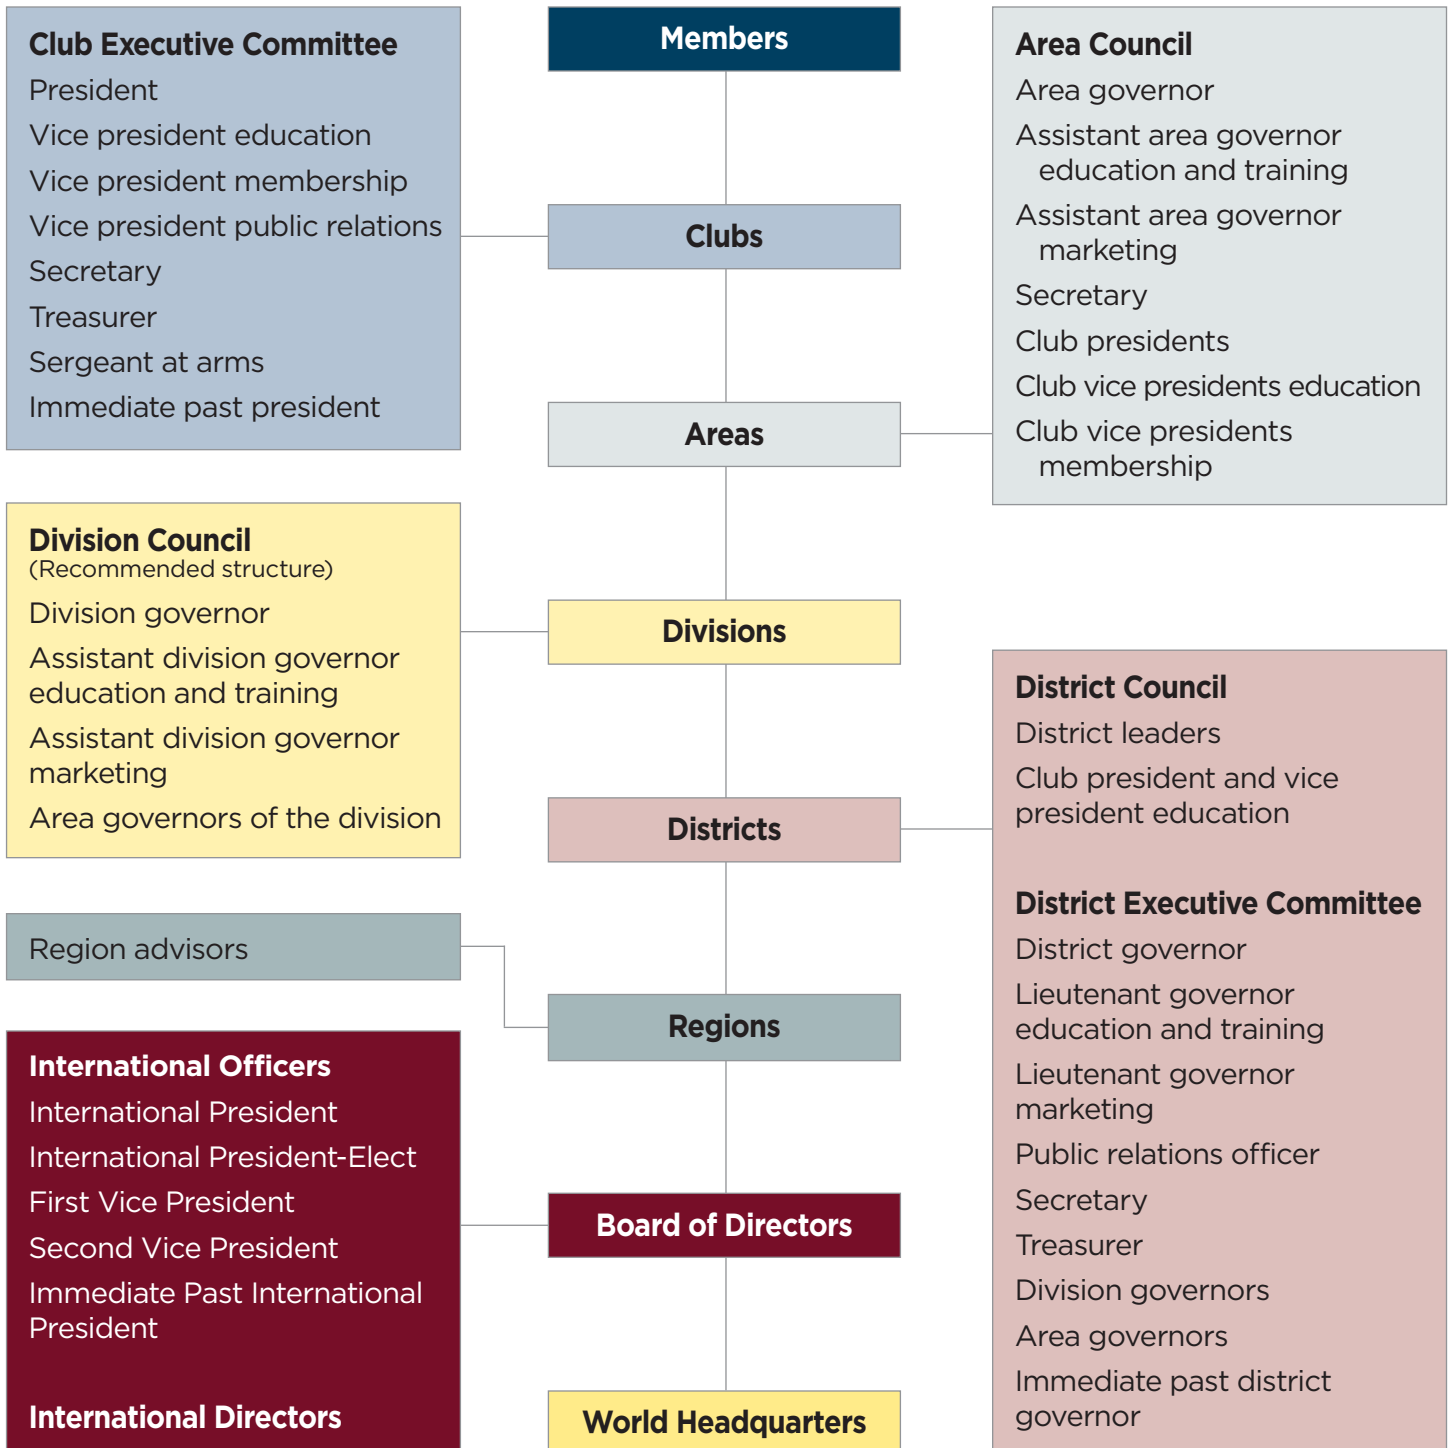 Club Executive Committee
President
Vice president education
Vice president membership
Vice president public relations
Secretary
Treasurer
Sergeant at arms
Immediate past president
Members
Clubs
Areas
Area Council
Area governor
Assistant area governor
education and training
Assistant area governor
marketing
Secretary
Club presidents
Club vice presidents education
Club vice presidents
membership
Division Council
(Recommended structure)
Division governor
Assistant division governor
education and training
Assistant division governor
marketing
Area governors of the division
Divisions
Districts
District Council
District leaders
Club president and vice
president education
District Executive Committee
District governor
Lieutenant governor
education and training
Lieutenant governor
marketing
Public relations officer
Secretary
Treasurer
Division governors
Area governors
Immediate past district
governor
Region advisors
Regions
International Officers
International President
International President-Elect
First Vice President
Second Vice President
Immediate Past International
President
International Directors
Board of Directors
World Headquarters